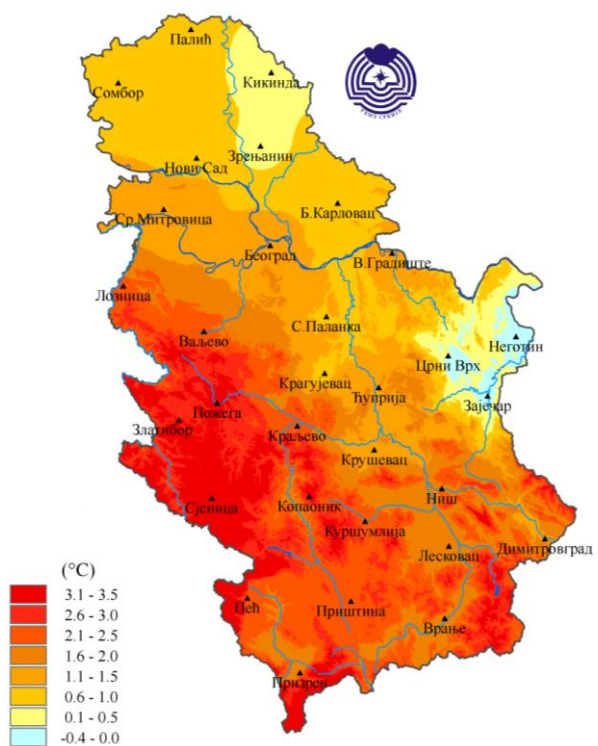 Палић
Кикинда
Сомбор
Зрењанин
Нови Сад
Ср.Митровица
Б.Карловац
Београд
В.Градиште
Лозница
С.Паланка
Ваљево
Неготин
Црни Врх
Крагујевац
Ћуприја
Зајечар
Пожега
Златибор
Краљево
Крушевац
Ниш
Сјеница
Копаоник
Куршумлија
Лесковац
Димитровград
Пећ
Приштина
Врање
Призрен
(°C)
3.1 - 3.5
2.6 - 3.0
2.1 - 2.5
1.6 - 2.0
1.1 - 1.5
0.6 - 1.0
0.1 - 0.5
-0.4 - 0.0